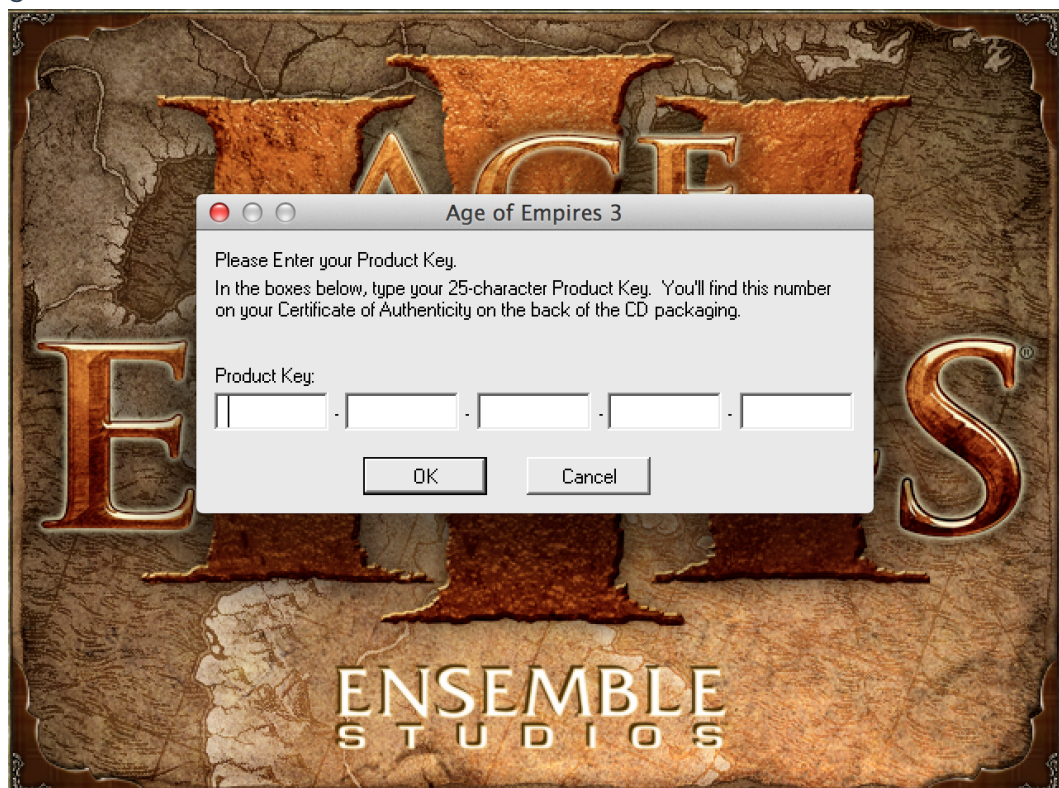 AGE
Age of Empires 3
Please Enter your Product Key.
In the boxes below, type your 25-character Product Key.  You'll find this number
on your Certificate of Authenticity on the back of the CD packaging.
Product Key:
- - - -
OK Cancel
ENSEMBLE
STUDIOS